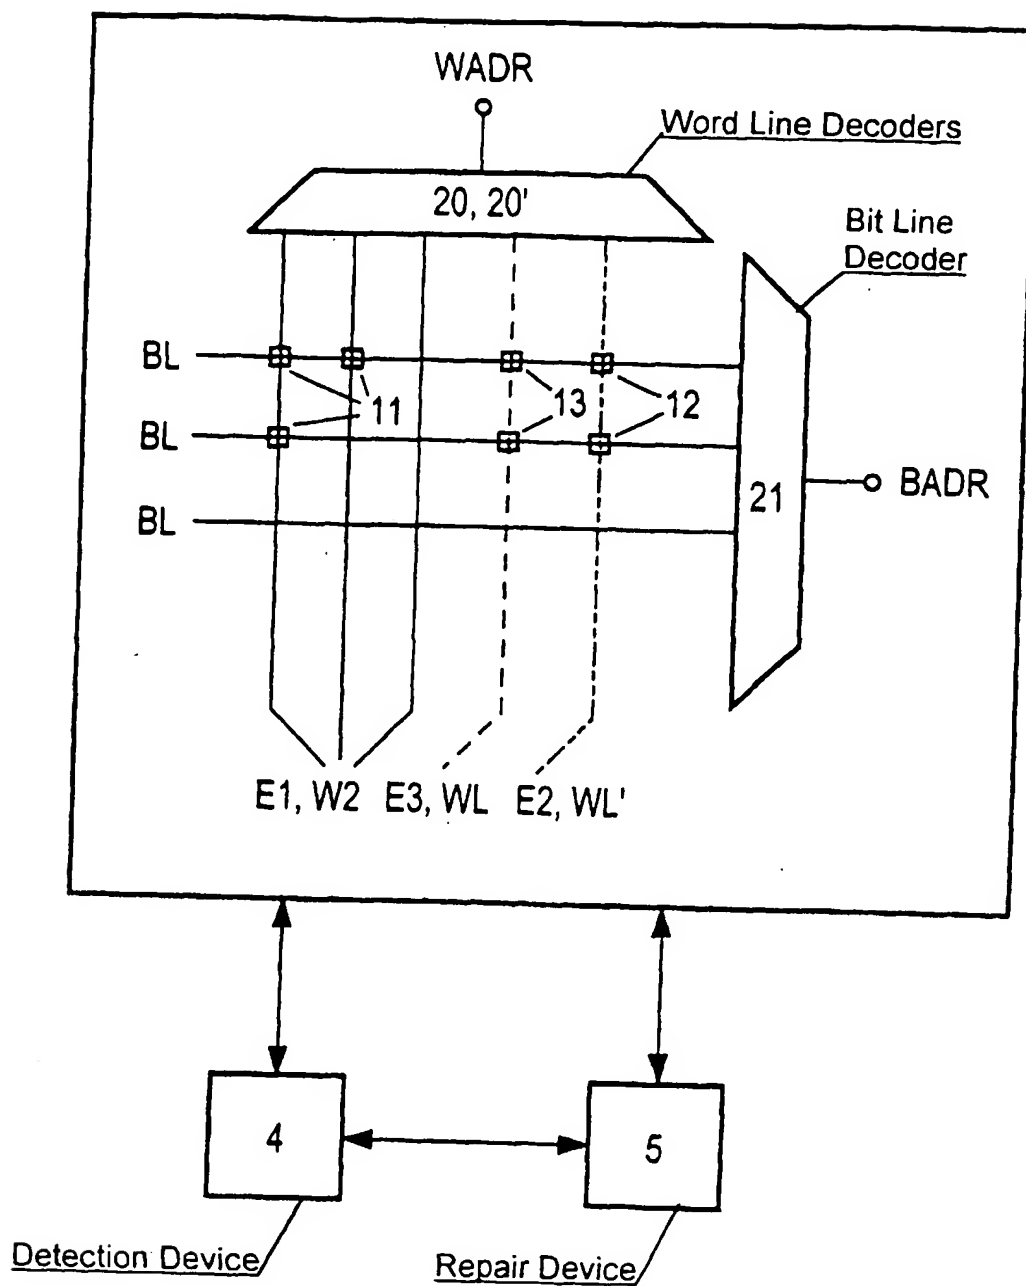 WADR
Word Line Decoders
20, 20'
Bit Line
Decoder
BL
11
13
12
BL
21
BADR
BL
E1, W2
E3, WL
E2, WL'
4
5
Detection Device
Repair Device